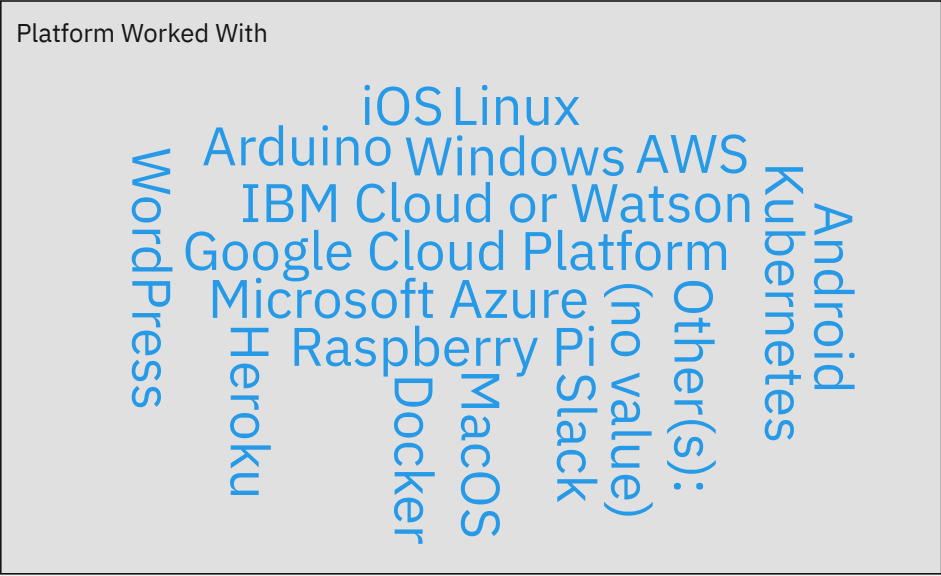 Platform Worked With
iOS
Linux
Arduino
Windows
AWS
IBM Cloud or Watson
Google Cloud Platform
Microsoft Azure
Raspberry Pi
WordPress
Heroku
Docker
MacOS
Slack
(no value)
Other(s):
Kubernetes
Android